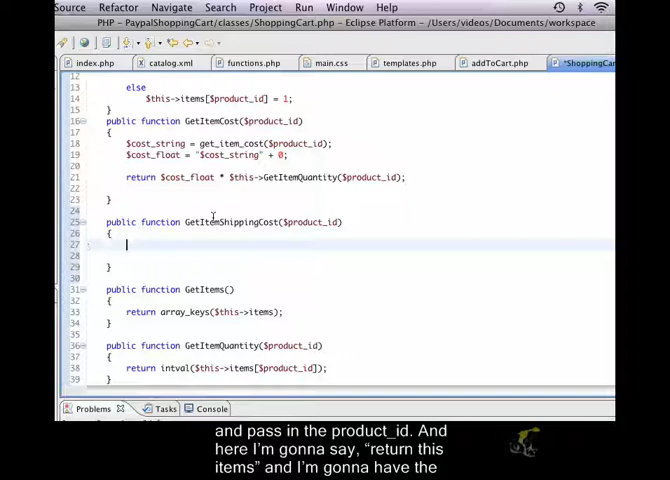 Source Refactor Navigate Search Project Run Window Help
PHP - PaypalShoppingCart/classes/ShoppingCart.php - Eclipse Platform - /Users/videos/Documents/workspace
index.php catalog.xml functions.php main.css templates.php addToCart.php *ShoppingCart
12
13 else
14 $this->items[$product_id] = 1;
15 }
16 public function GetItemCost($product_id)
17 {
18 $cost_string = get_item_cost($product_id);
19 $cost_float = "$cost_string" + 0;
20
21 return $cost_float * $this->GetItemQuantity($product_id);
22
23 }
24
25 public function GetItemShippingCost($product_id)
26 {
27
28
29 }
30
31 public function GetItems()
32 {
33 return array_keys($this->items);
34 }
35
36 public function GetItemQuantity($product_id)
37 {
38 return intval($this->items[$product_id]);
39 }
Problems Tasks Console
and pass in the product_id. And
here I'm gonna say, “return this
items” and I'm gonna have the